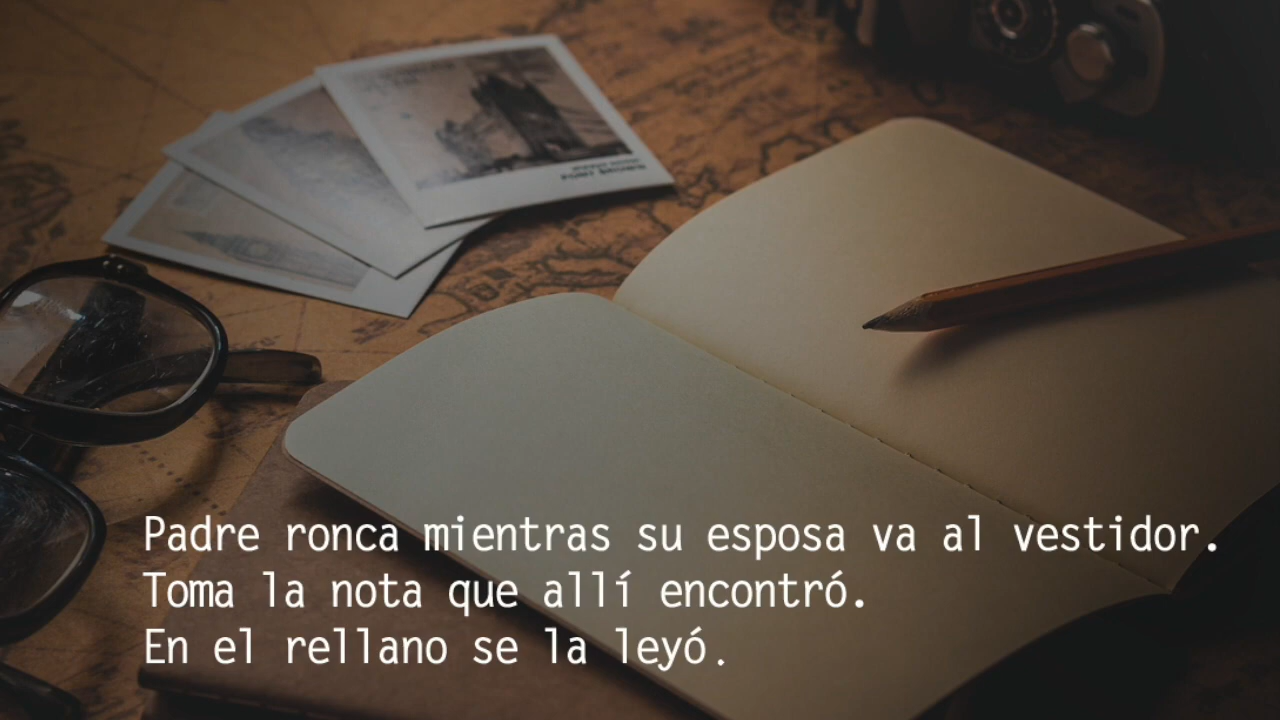 Padre ronca mientras su esposa va al vestidor.
Toma la nota que allí encontró.
En el rellano se la leyó.